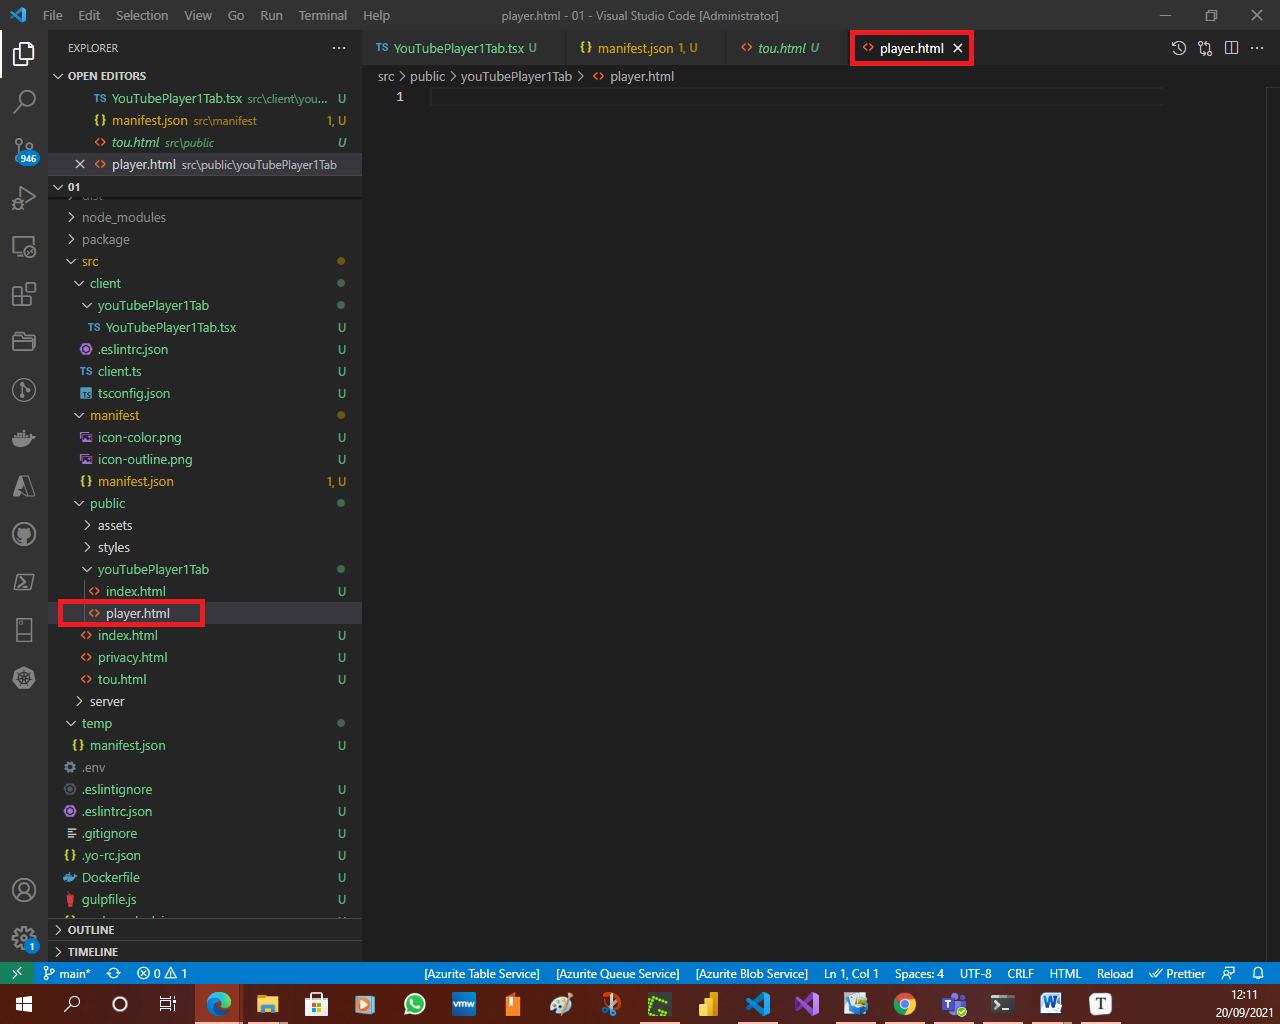 File Edit Selection View Go Run Terminal Help player.html - 01 - Visual Studio Code [Administrator]
EXPLORER
OPEN EDITORS
TS YouTubePlayer1Tab.tsx src\client\you... U
{} manifest.json src\manifest 1, U
<> tou.html src\public U
<> player.html src\public\youTubePlayer1Tab
01
node_modules
package
src
client
youTubePlayer1Tab
TS YouTubePlayer1Tab.tsx U
.eslintrc.json U
TS client.ts U
TS tsconfig.json U
manifest
icon-color.png U
icon-outline.png U
{} manifest.json 1, U
public
assets
styles
youTubePlayer1Tab
<> index.html U
<> player.html
<> index.html U
<> privacy.html U
<> tou.html U
server
temp
{} manifest.json U
.env
.eslintignore U
.eslintrc.json U
.gitignore U
{} .yo-rc.json U
Dockerfile U
gulpfile.js U
OUTLINE
TIMELINE
946
1
TS YouTubePlayer1Tab.tsx U {} manifest.json 1, U <> tou.html U <> player.html
src > public > youTubePlayer1Tab > <> player.html
1
main* 0 1 [Azurite Table Service] [Azurite Queue Service] [Azurite Blob Service] Ln 1, Col 1 Spaces: 4 UTF-8 CRLF HTML Reload Prettier
vmw W T
12:11
20/09/2021